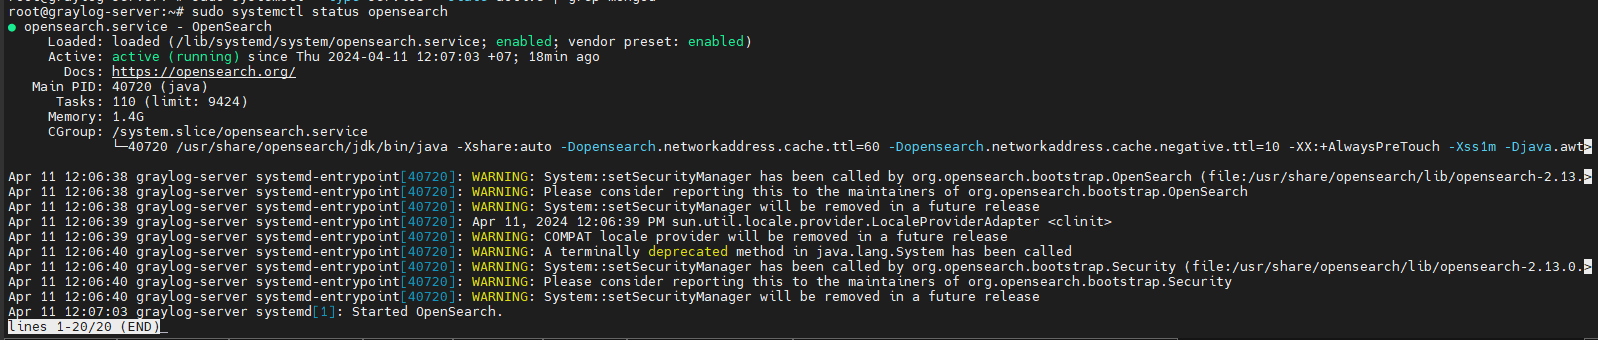 root@graylog-server:~# sudo systemctl status opensearch
● opensearch.service - OpenSearch
Loaded: loaded (/lib/systemd/system/opensearch.service; enabled; vendor preset: enabled)
Active: active (running) since Thu 2024-04-11 12:07:03 +07; 18min ago
Docs: https://opensearch.org/
Main PID: 40720 (java)
Tasks: 110 (limit: 9424)
Memory: 1.4G
CGroup: /system.slice/opensearch.service
└─40720 /usr/share/opensearch/jdk/bin/java -Xshare:auto -Dopensearch.networkaddress.cache.ttl=60 -Dopensearch.networkaddress.cache.negative.ttl=10 -XX:+AlwaysPreTouch -Xss1m -Djava.awt>
Apr 11 12:06:38 graylog-server systemd-entrypoint[40720]: WARNING: System::setSecurityManager has been called by org.opensearch.bootstrap.OpenSearch (file:/usr/share/opensearch/lib/opensearch-2.13.>
Apr 11 12:06:38 graylog-server systemd-entrypoint[40720]: WARNING: Please consider reporting this to the maintainers of org.opensearch.bootstrap.OpenSearch
Apr 11 12:06:38 graylog-server systemd-entrypoint[40720]: WARNING: System::setSecurityManager will be removed in a future release
Apr 11 12:06:39 graylog-server systemd-entrypoint[40720]: Apr 11, 2024 12:06:39 PM sun.util.locale.provider.LocaleProviderAdapter <clinit>
Apr 11 12:06:39 graylog-server systemd-entrypoint[40720]: WARNING: COMPAT locale provider will be removed in a future release
Apr 11 12:06:40 graylog-server systemd-entrypoint[40720]: WARNING: A terminally deprecated method in java.lang.System has been called
Apr 11 12:06:40 graylog-server systemd-entrypoint[40720]: WARNING: System::setSecurityManager has been called by org.opensearch.bootstrap.Security (file:/usr/share/opensearch/lib/opensearch-2.13.0.>
Apr 11 12:06:40 graylog-server systemd-entrypoint[40720]: WARNING: Please consider reporting this to the maintainers of org.opensearch.bootstrap.Security
Apr 11 12:06:40 graylog-server systemd-entrypoint[40720]: WARNING: System::setSecurityManager will be removed in a future release
Apr 11 12:07:03 graylog-server systemd[1]: Started OpenSearch.
lines 1-20/20 (END)